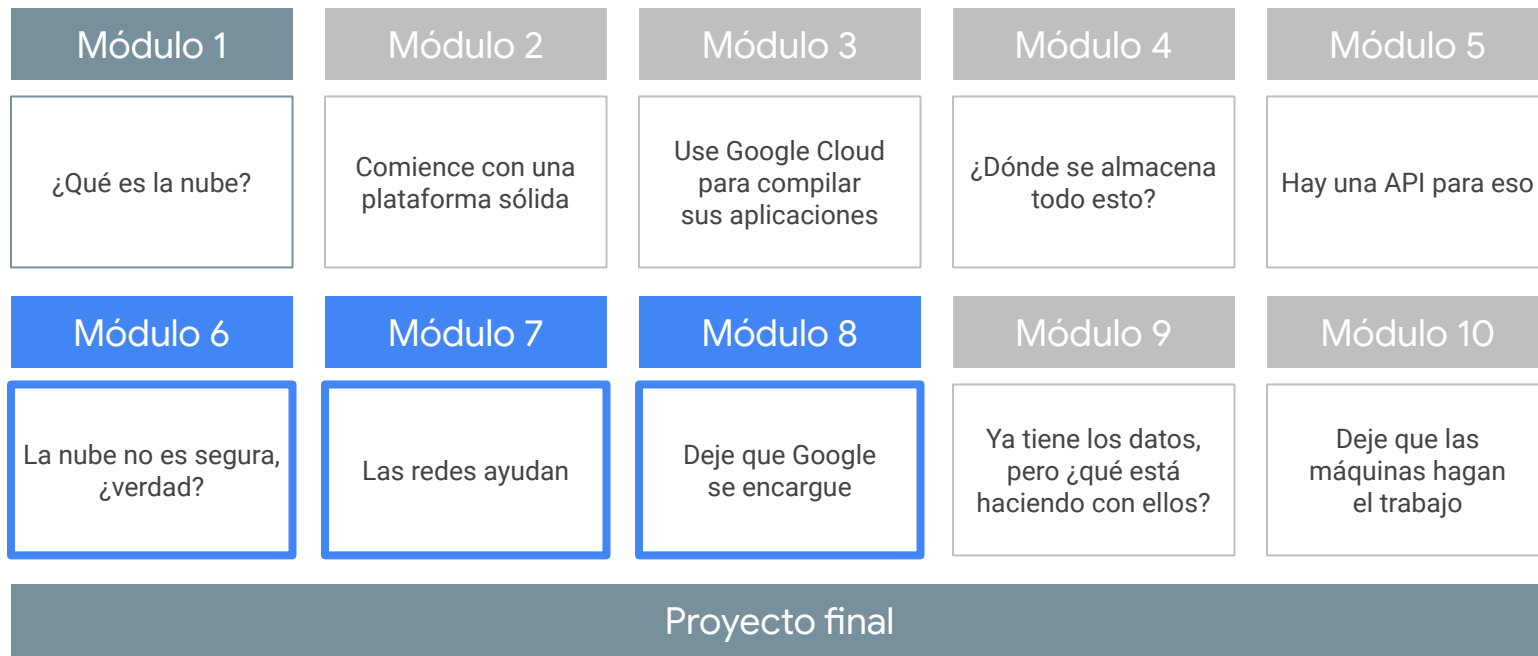 Módulo 1
Módulo 2
Módulo 3
Módulo 4
Módulo 5
¿Qué es la nube?
Comience con una
plataforma sólida
Use Google Cloud
para compilar
sus aplicaciones
¿Dónde se almacena
todo esto?
Hay una API para eso
Módulo 6
Módulo 7
Módulo 8
Módulo 9
Módulo 10
La nube no es segura,
¿verdad?
Las redes ayudan
Deje que Google
se encargue
Ya tiene los datos,
pero ¿qué está
haciendo con ellos?
Deje que las
máquinas hagan
el trabajo
Proyecto final